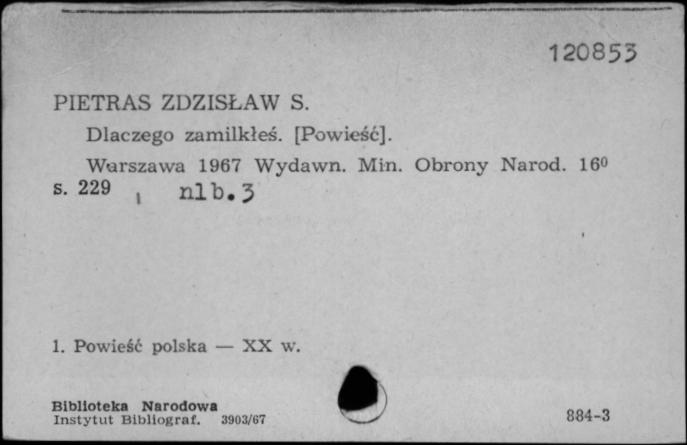 120853
PIETRAS ZDZISŁAW S.
Dlaczego zamilkłeś. [Powieść].
Warszawa 1967 Wydawn. Min. Obrony Narod. 16⁰
s. 229 , nlb.3
1. Powieść polska — XX w.
Biblioteka Narodowa
Instytut Bibliograf. 3903/67
884-3